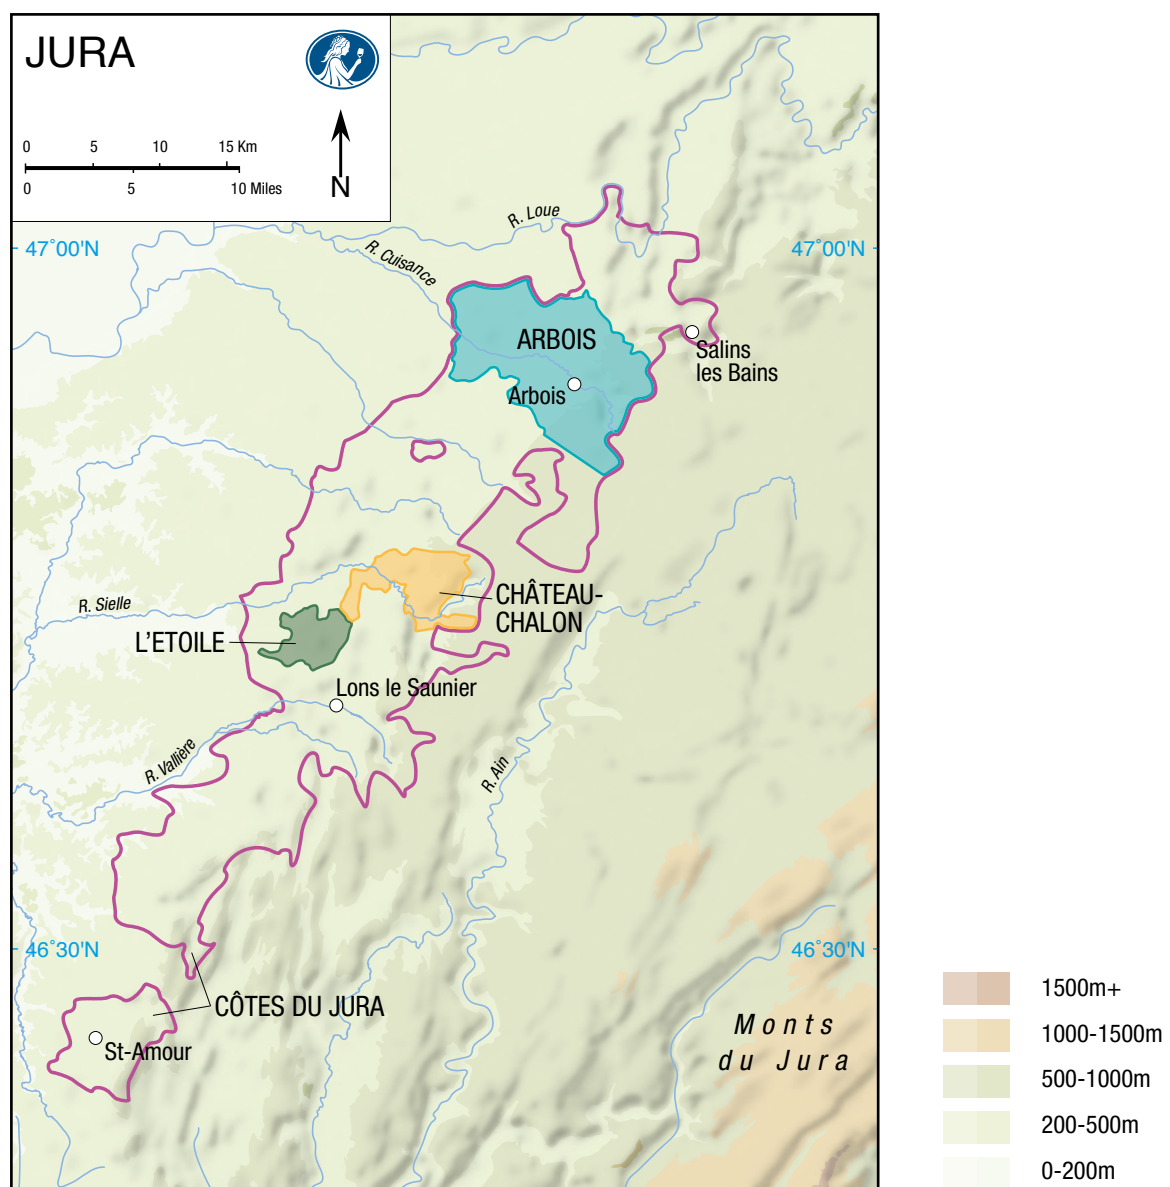 JURA
0 5 10 15 Km
0 5 10 Miles
N
47°00'N
47°00'N
R. Loue
R. Cuisance
ARBOIS
Arbois
Salins
les Bains
CHÂTEAU-
CHALON
R. Sielle
L'ETOILE
Lons le Saunier
R. Vallière
R. Ain
46°30'N
46°30'N
CÔTES DU JURA
St-Amour
Monts
du Jura
1500m+
1000-1500m
500-1000m
200-500m
0-200m